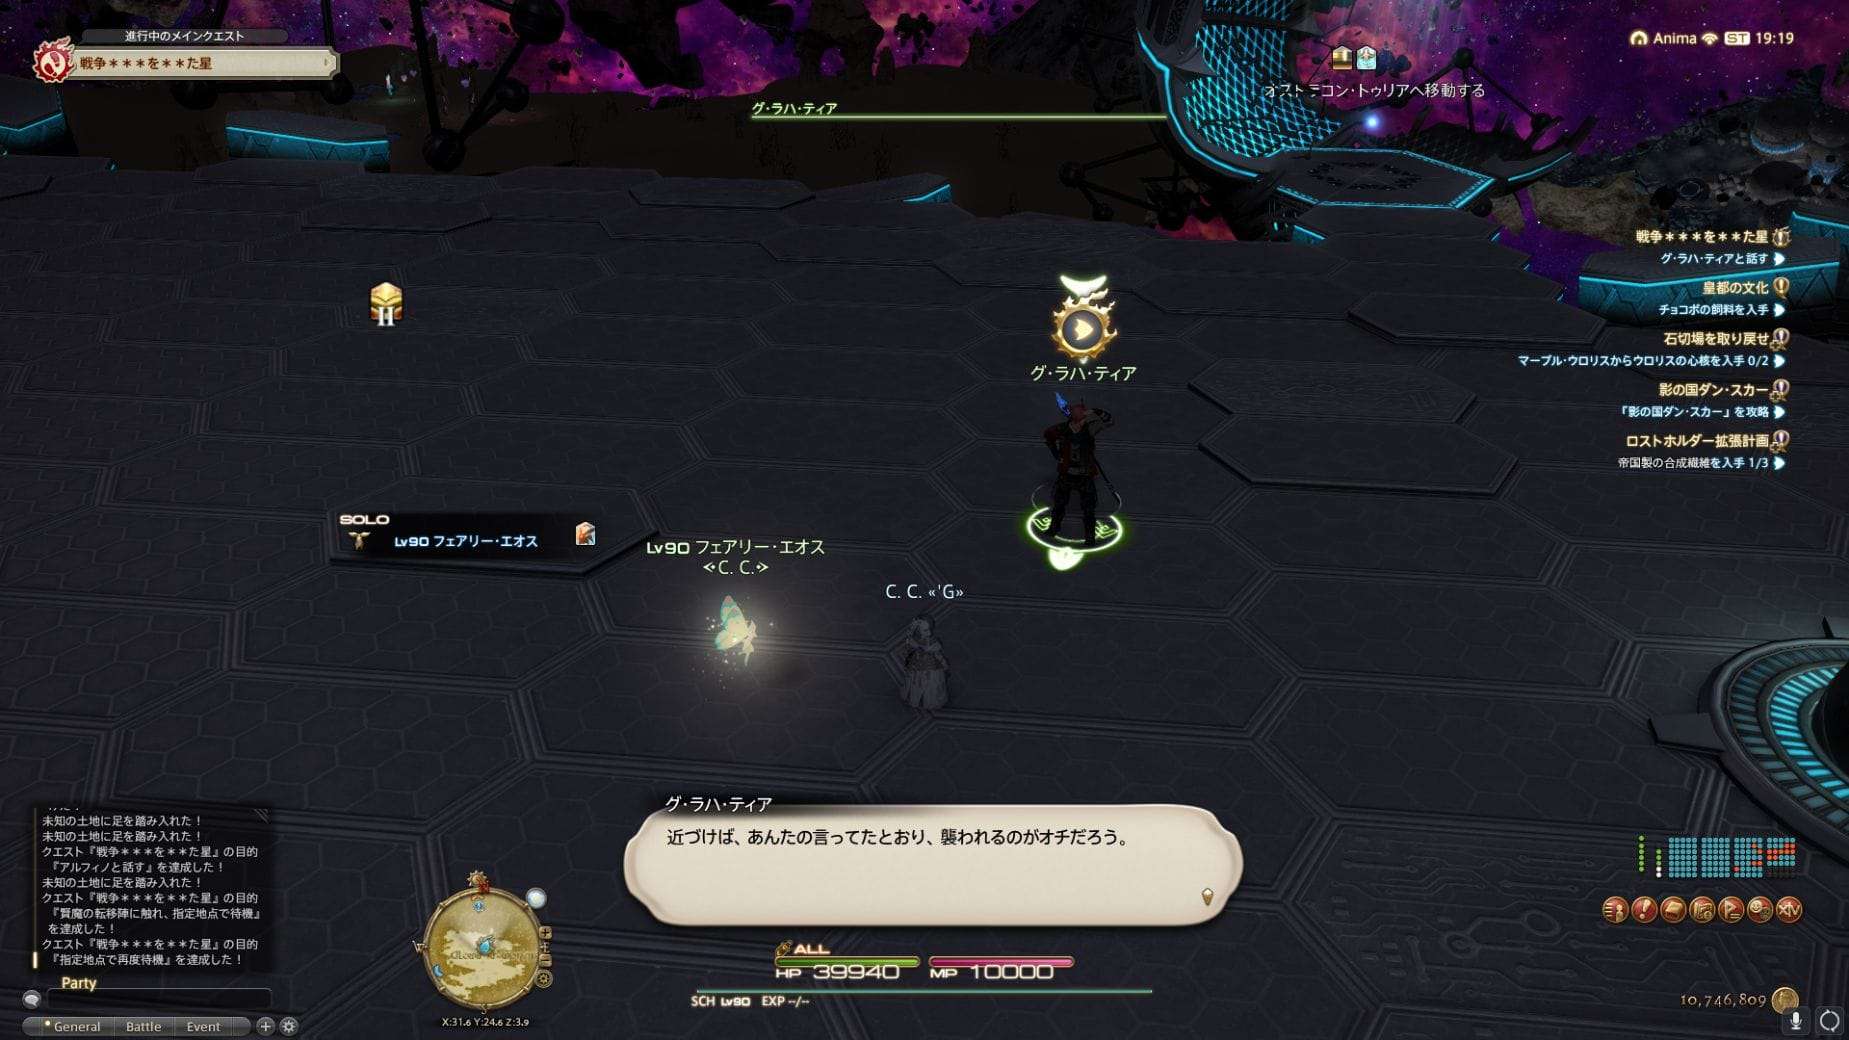 進行中のメインクエスト
戦争＊＊＊を＊＊た星
Anima ST 19:19
オストラコン・トゥリアへ移動する
グ・ラハ・ティア
戦争＊＊＊を＊＊た星
グ・ラハ・ティアと話す
皇都の文化
チョコボの飼料を入手
石切場を取り戻せ
マーブル・ウロリスからウロリスの心核を入手 0/2
影の国ダン・スカー
『影の国ダン・スカー』を攻略
ロストホルダー拡張計画
帝国製の合成繊維を入手 1/3
H
グ・ラハ・ティア
SOLO
Lv90 フェアリー・エオス
Lv90 フェアリー・エオス
<・C. C.・>
C. C. «'G»
グ・ラハ・ティア
近づけば、あんたの言ってたとおり、襲われるのがオチだろう。
未知の土地に足を踏み入れた！
未知の土地に足を踏み入れた！
クエスト『戦争＊＊＊を＊＊た星』の目的
『アルフィノと話す』を達成した！
未知の土地に足を踏み入れた！
クエスト『戦争＊＊＊を＊＊た星』の目的
『賢魔の転移陣に触れ、指定地点で待機』
を達成した！
クエスト『戦争＊＊＊を＊＊た星』の目的
『指定地点で再度待機』を達成した！
Party
General Battle Event
X:31.6 Y:24.6 Z:3.9
ALL
HP 39940 MP 10000
SCH Lv90 EXP --/--
XIV
10,746,809